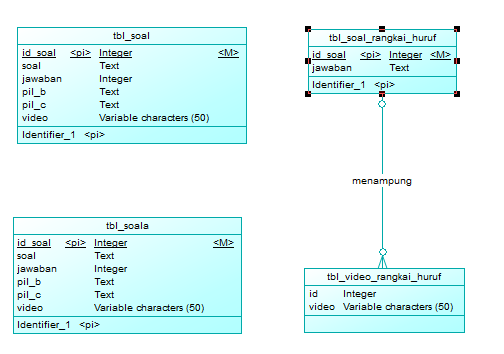 tbl_soal
id_soal <pi> Integer <M>
soal Text
jawaban Integer
pil_b Text
pil_c Text
video Variable characters (50)
Identifier_1 <pi>
tbl_soal_rangkai_huruf
id_soal <pi> Integer <M>
jawaban Text
Identifier_1 <pi>
menampung
tbl_soala
id_soal <pi> Integer <M>
soal Text
jawaban Integer
pil_b Text
pil_c Text
video Variable characters (50)
Identifier_1 <pi>
tbl_video_rangkai_huruf
id Integer
video Variable characters (50)